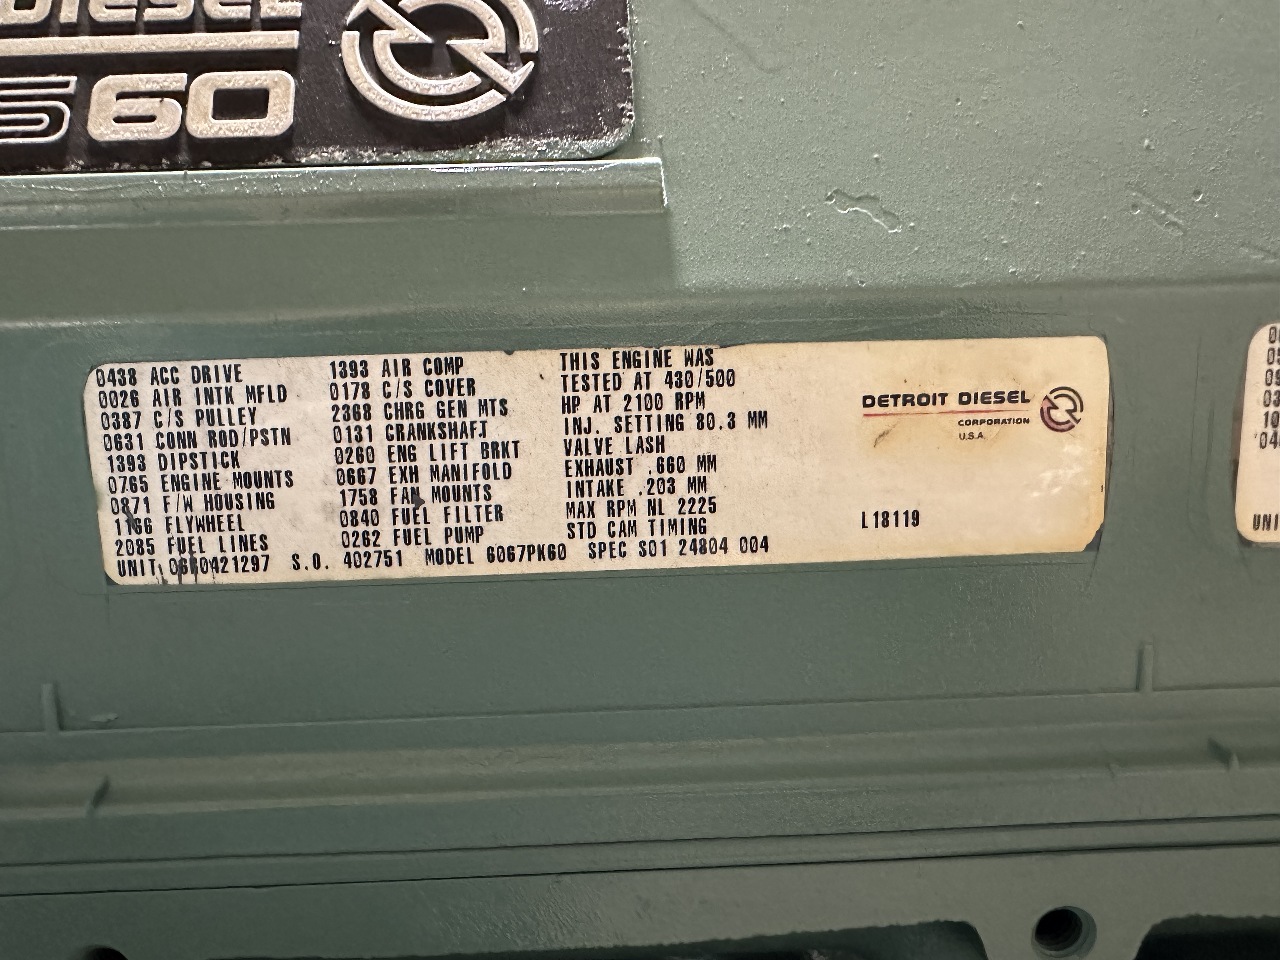 DIESEL
S60
0438 ACC DRIVE
0026 AIR INTK MFLD
0387 C/S PULLEY
0631 CONN ROD/PSTN
1393 DIPSTICK
0765 ENGINE MOUNTS
0871 F/W HOUSING
1166 FLYWHEEL
2085 FUEL LINES
1393 AIR COMP
0178 C/S COVER
2368 CHRG GEN MTS
0131 CRANKSHAFT
0260 ENG LIFT BRKT
0667 EXH MANIFOLD
1758 FAN MOUNTS
0840 FUEL FILTER
0262 FUEL PUMP
THIS ENGINE WAS
TESTED AT 430/500
HP AT 2100 RPM
INJ. SETTING 80.3 MM
VALVE LASH
EXHAUST .660 MM
INTAKE .203 MM
MAX RPM NL 2225
STD CAM TIMING
UNIT 06R0421297 S.O. 402751 MODEL 6067PK60 SPEC S01 24804 004
DETROIT DIESEL
CORPORATION
U.S.A.
L18119
UNI